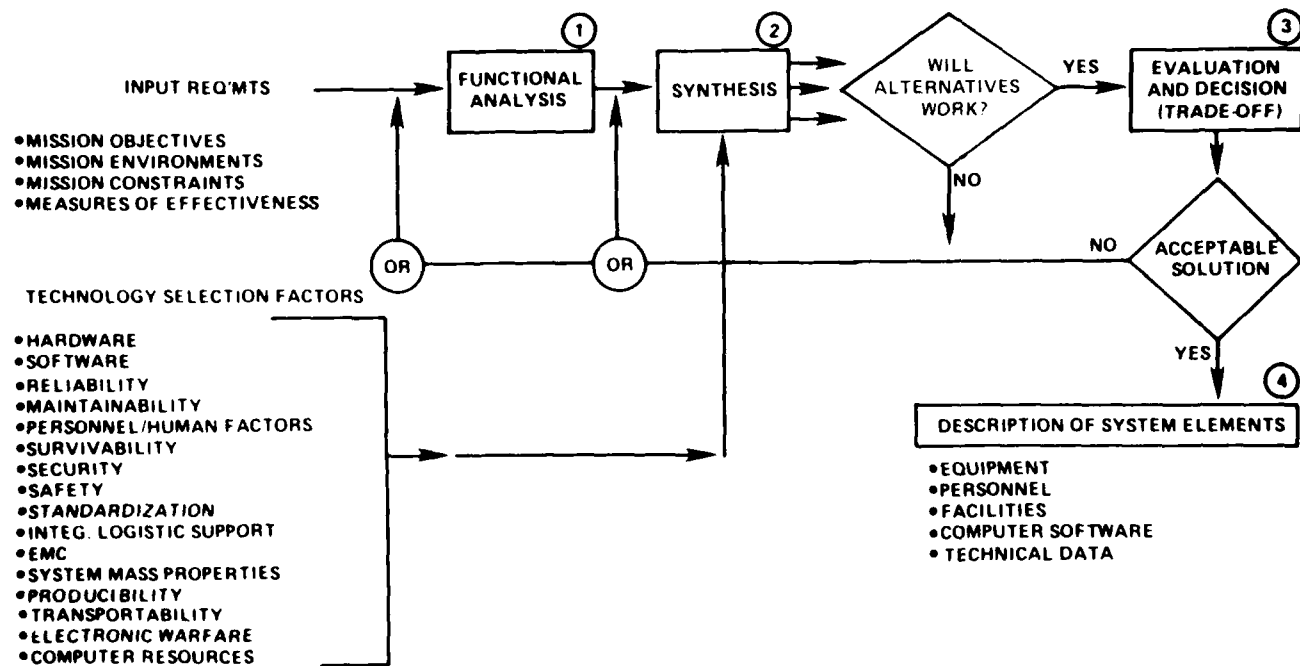 1
2
3
INPUT REQ'MTS
FUNCTIONAL
ANALYSIS
SYNTHESIS
WILL
ALTERNATIVES
WORK?
YES
EVALUATION
AND DECISION
(TRADE-OFF)
•MISSION OBJECTIVES
•MISSION ENVIRONMENTS
•MISSION CONSTRAINTS
•MEASURES OF EFFECTIVENESS
NO
OR
OR
NO
ACCEPTABLE
SOLUTION
YES
TECHNOLOGY SELECTION FACTORS
•HARDWARE
•SOFTWARE
•RELIABILITY
•MAINTAINABILITY
•PERSONNEL/HUMAN FACTORS
•SURVIVABILITY
•SECURITY
•SAFETY
•STANDARDIZATION
•INTEG. LOGISTIC SUPPORT
•EMC
•SYSTEM MASS PROPERTIES
•PRODUCIBILITY
•TRANSPORTABILITY
•ELECTRONIC WARFARE
•COMPUTER RESOURCES
4
DESCRIPTION OF SYSTEM ELEMENTS
•EQUIPMENT
•PERSONNEL
•FACILITIES
•COMPUTER SOFTWARE
• TECHNICAL DATA